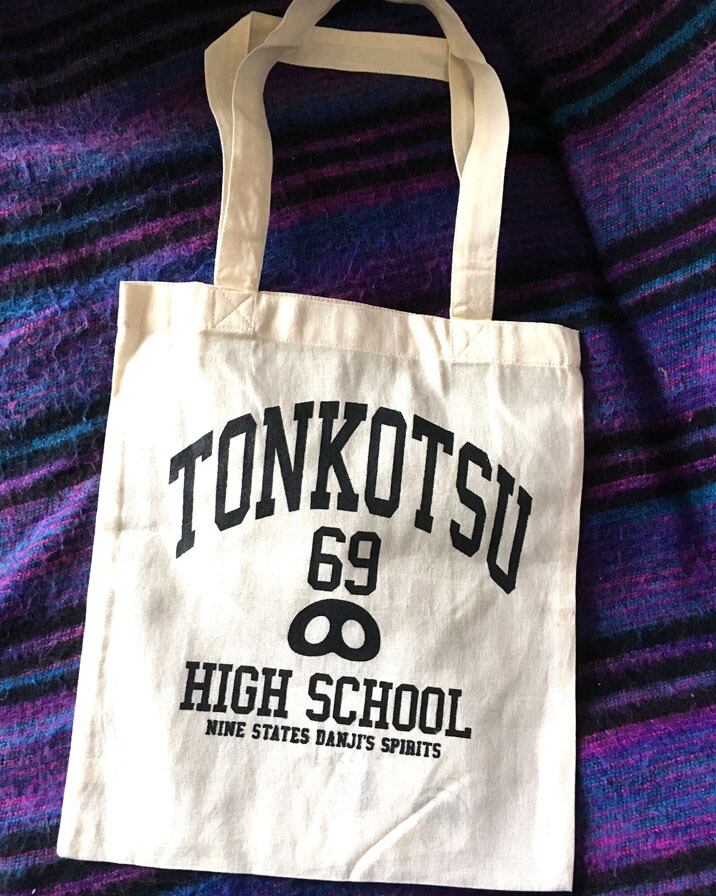 TONKOTSU
69
HIGH SCHOOL
NINE STATES DANJI'S SPIRITS